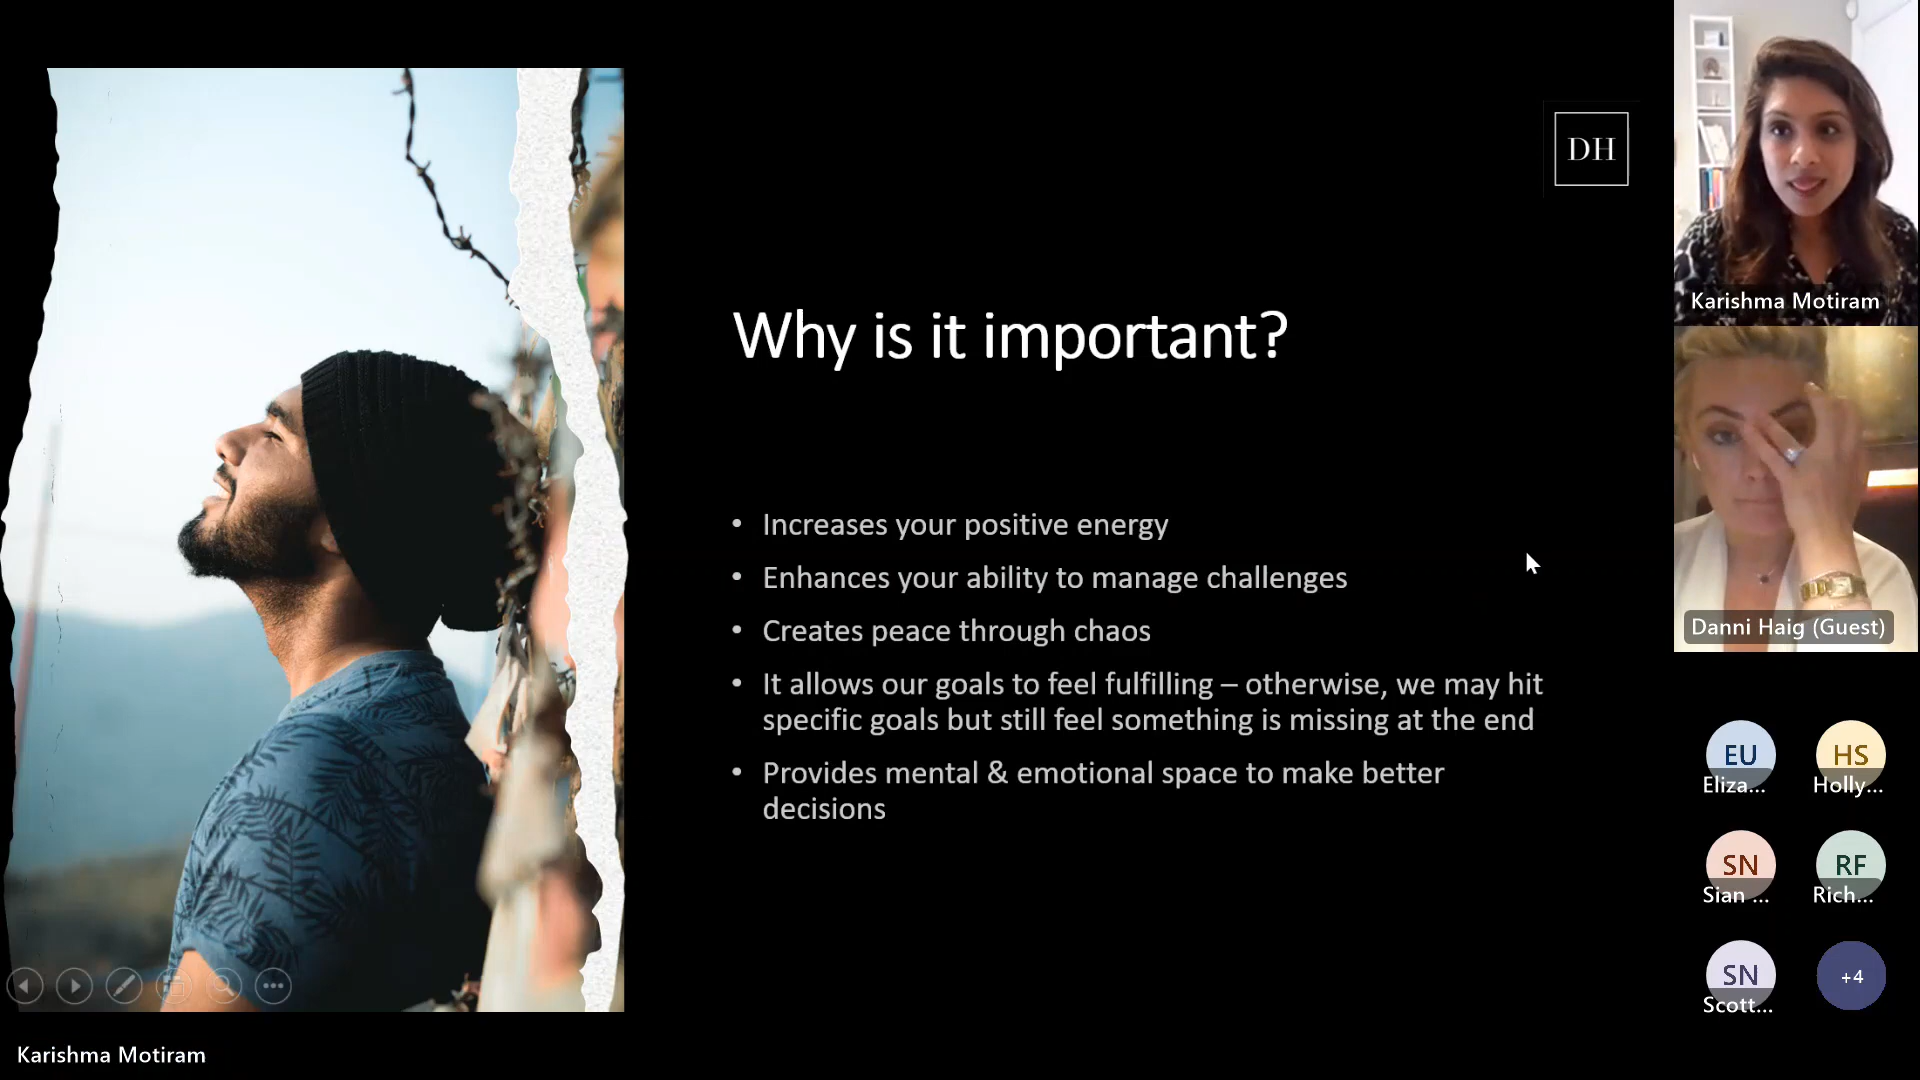 DH
Why is it important?
• Increases your positive energy
• Enhances your ability to manage challenges
• Creates peace through chaos
• It allows our goals to feel fulfilling – otherwise, we may hit
specific goals but still feel something is missing at the end
• Provides mental & emotional space to make better
decisions
Karishma Motiram
Danni Haig (Guest)
EU
Eliza...
HS
Holly...
SN
Sian ...
RF
Rich...
SN
Scott...
+4
Karishma Motiram